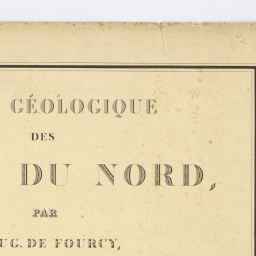 GÉOLOGIQUE
DES
DU NORD,
PAR
UG. DE FOURCY,